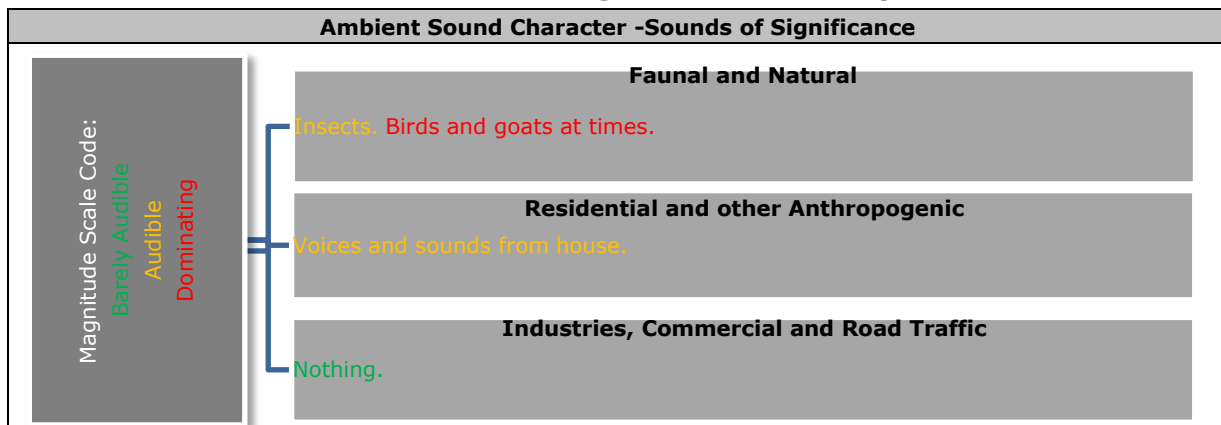 Ambient Sound Character -Sounds of Significance
Magnitude Scale Code:
Barely Audible
Audible
Dominating
Faunal and Natural
Insects. Birds and goats at times.
Residential and other Anthropogenic
Voices and sounds from house.
Industries, Commercial and Road Traffic
Nothing.